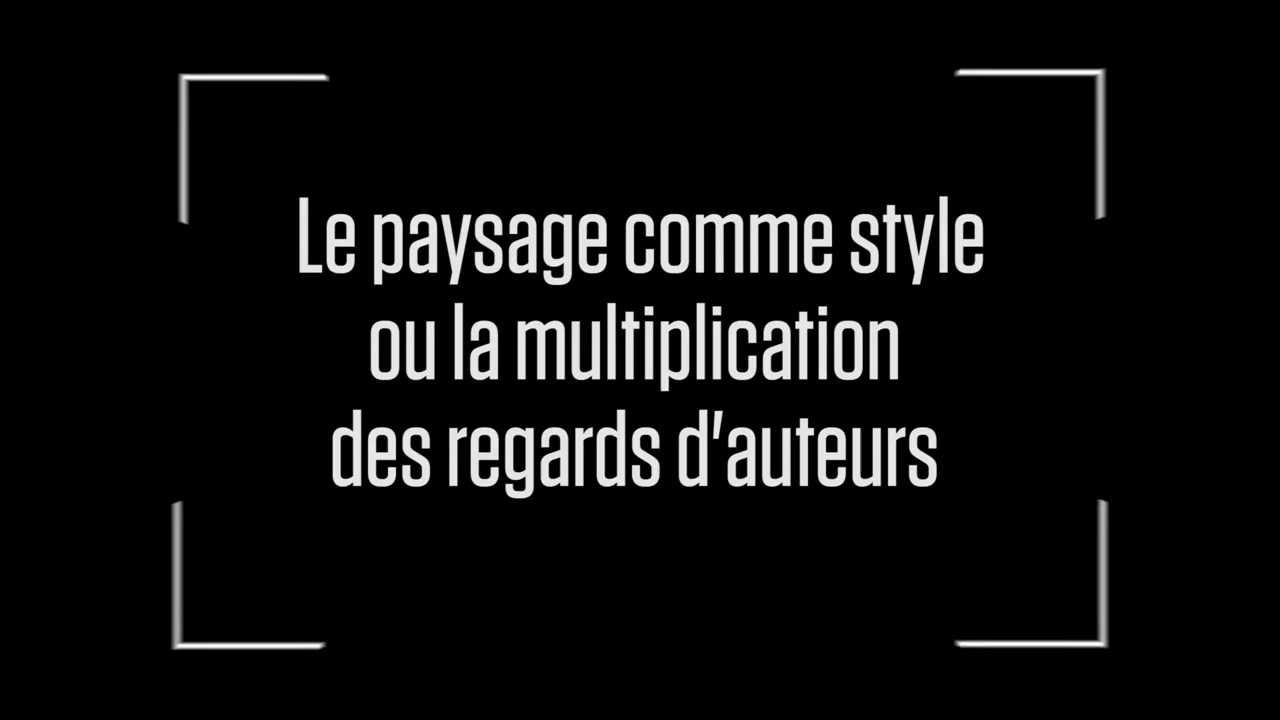 Le paysage comme style
ou la multiplication
des regards d'auteurs